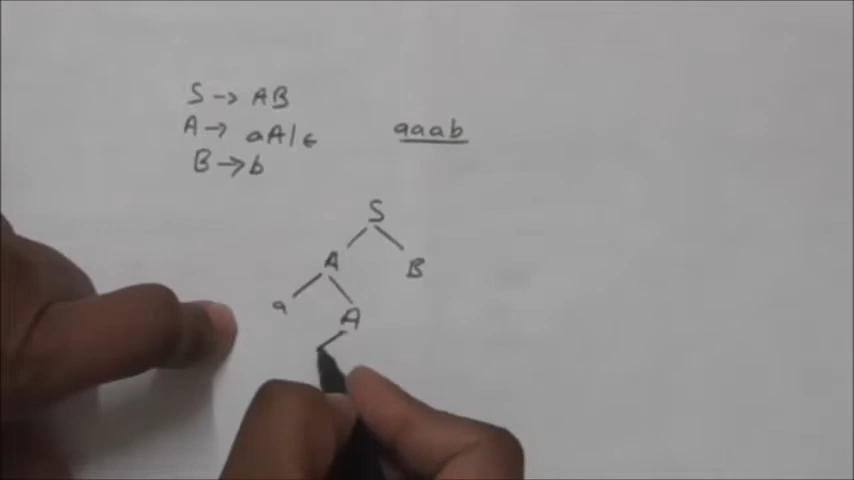 S → AB
A → aA|ϵ
aaab
B → b
S
A B
a A